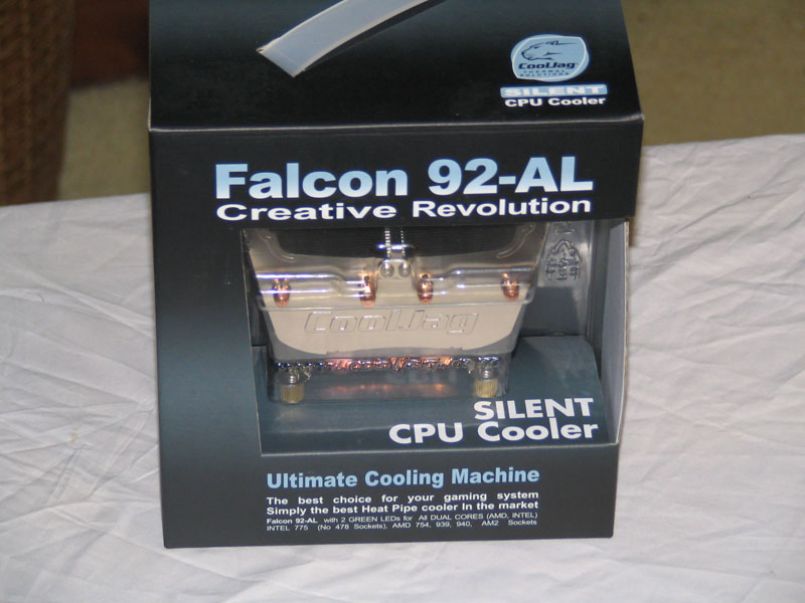 CoolJag
THERMAL
SOLUTIONS
SILENT
CPU Cooler
Falcon 92-AL
Creative Revolution
CoolJag
SILENT
CPU Cooler
Ultimate Cooling Machine
The best choice for your gaming system
Simply the best Heat Pipe cooler In the market
Falcon 92-AL with 2 GREEN LEDs for All DUAL CORES (AMD, INTEL)
INTEL 775 (No 478 Sockets), AMD 754, 939, 940, AM2 Sockets